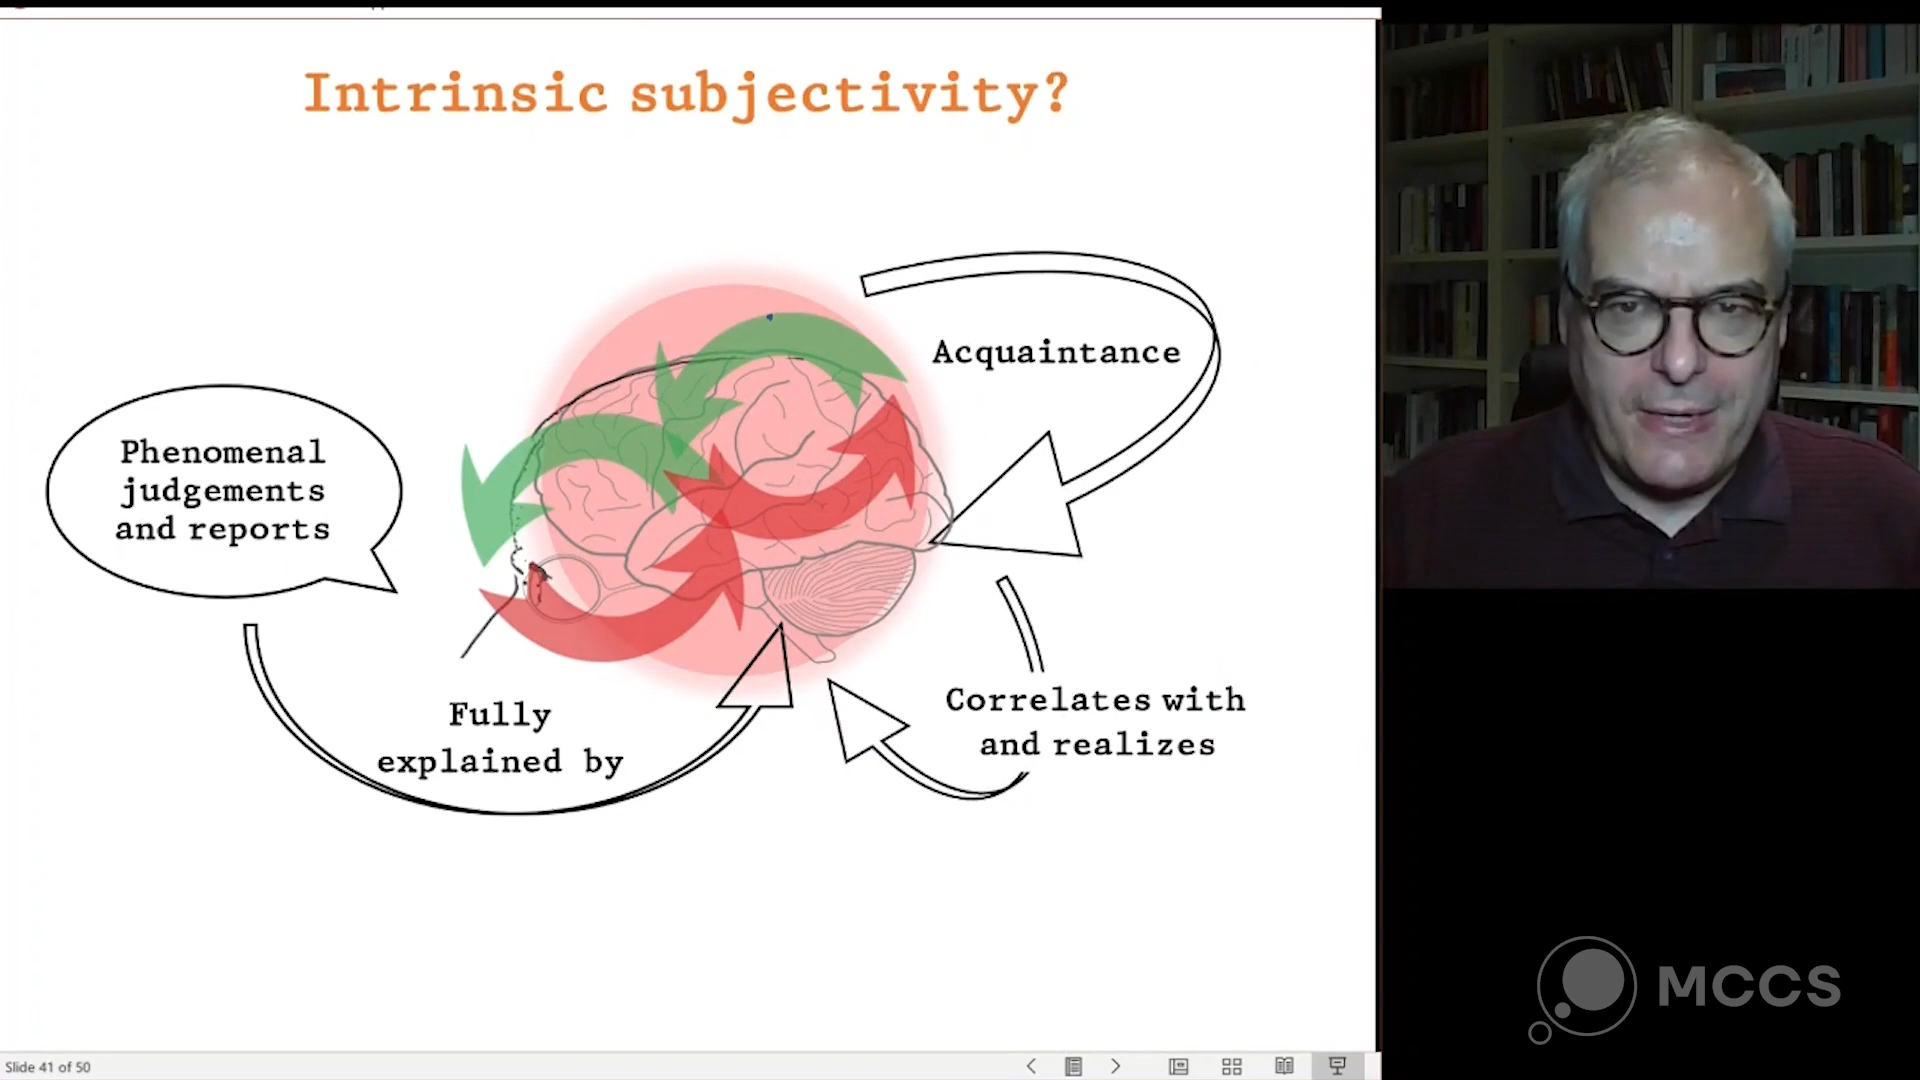 Intrinsic subjectivity?
Acquaintance
Phenomenal
judgements
and reports
Fully
explained by
Correlates with
and realizes
MCCS
Slide 41 of 50